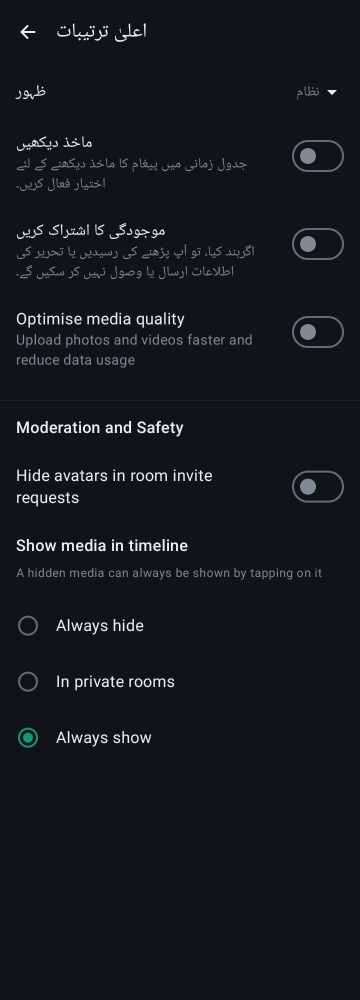 اعلیٰ ترتیبات
ظہور
نظام
ماخذ دیکھیں
جدول زمانی میں پیغام کا ماخذ دیکھنے کے لئے
اختیار فعال کریں۔
موجودگی کا اشتراک کریں
اگربند کیا، تو آپ پڑھنے کی رسیدیں یا تحریر کی
اطلاعات ارسال یا وصول نہیں کر سکیں گے۔
Optimise media quality
Upload photos and videos faster and
reduce data usage
Moderation and Safety
Hide avatars in room invite
requests
Show media in timeline
A hidden media can always be shown by tapping on it
Always hide
In private rooms
Always show